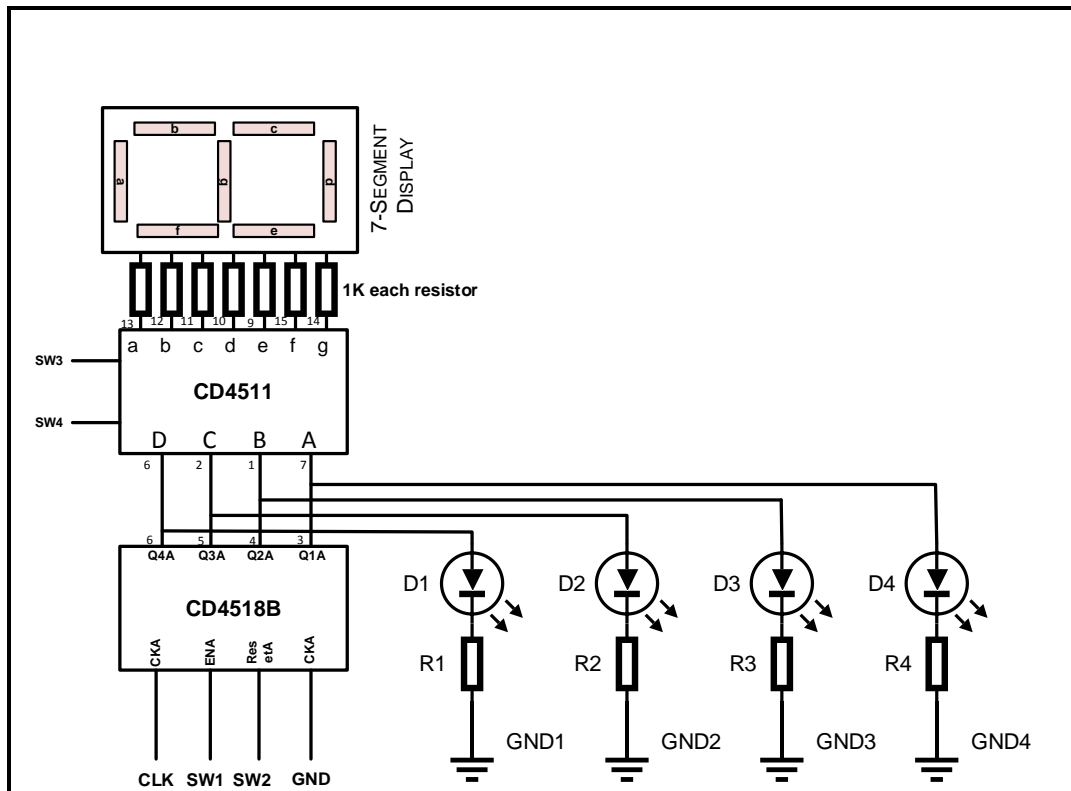 b c
a g d
f e
7-SEGMENT
DISPLAY
1K each resistor
13 12 11 10 9 15 14
a b c d e f g
SW3
CD4511
SW4
D C B A
6 2 1 7
6 5 4 3
Q4A Q3A Q2A Q1A
CD4518B
CKA ENA Res CKA
etA
CLK SW1 SW2 GND
D1 D2 D3 D4
R1 R2 R3 R4
GND1 GND2 GND3 GND4